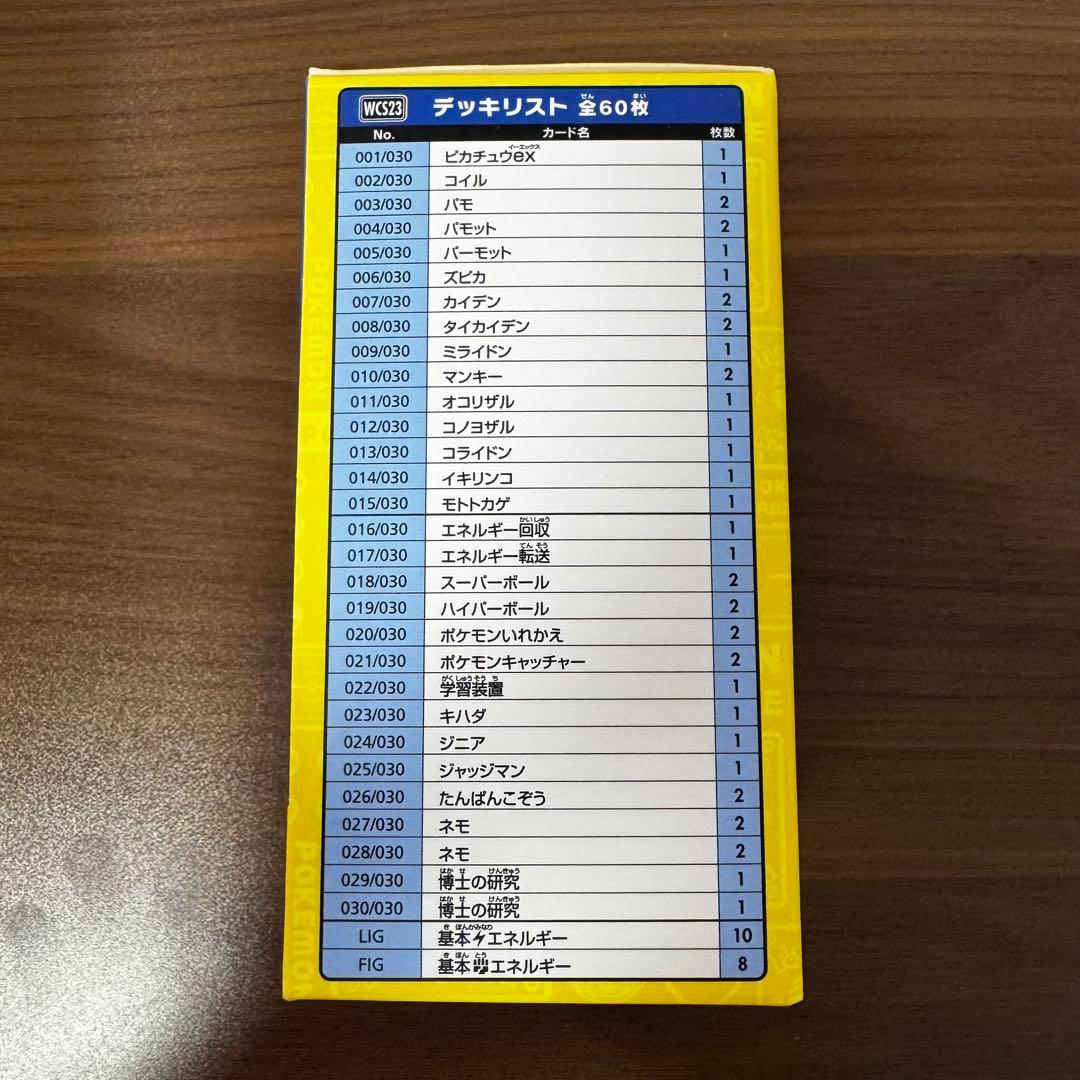 WCS23 デッキリスト 全60枚
No. カード名 枚数
001/030 ピカチュウex 1
002/030 コイル 1
003/030 パモ 2
004/030 パモット 2
005/030 パーモット 1
006/030 ズピカ 1
007/030 カイデン 2
008/030 タイカイデン 2
009/030 ミライドン 1
010/030 マンキー 2
011/030 オコリザル 1
012/030 コノヨザル 1
013/030 コライドン 1
014/030 イキリンコ 1
015/030 モトトカゲ 1
016/030 エネルギー回収 1
017/030 エネルギー転送 1
018/030 スーパーボール 2
019/030 ハイパーボール 2
020/030 ポケモンいれかえ 2
021/030 ポケモンキャッチャー 2
022/030 学習装置 1
023/030 キハダ 1
024/030 ジニア 1
025/030 ジャッジマン 1
026/030 たんぱんこぞう 2
027/030 ネモ 2
028/030 ネモ 2
029/030 博士の研究 1
030/030 博士の研究 1
LIG 基本エネルギー 10
FIG 基本エネルギー 8